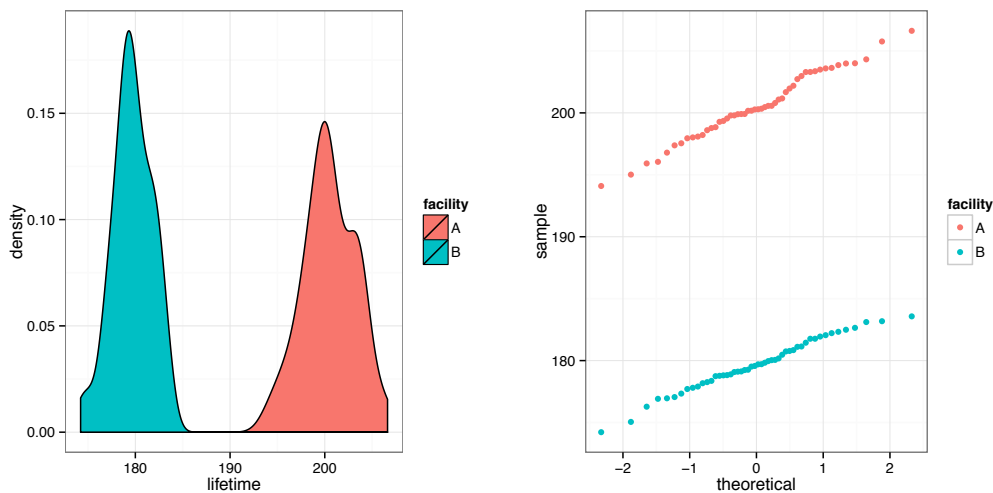 density
0.15
0.10
0.05
0.00
180 190 200
lifetime
facility
A
B
sample
200
190
180
−2 −1 0 1 2
theoretical
facility
A
B